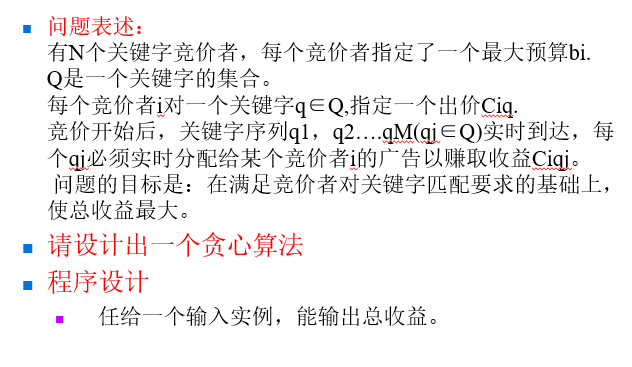 问题表述：
有N个关键字竞价者，每个竞价者指定了一个最大预算bi.
Q是一个关键字的集合。
每个竞价者i对一个关键字q∈Q,指定一个出价Ciq.
竞价开始后，关键字序列q1，q2….qM(qj∈Q)实时到达，每
个qj必须实时分配给某个竞价者i的广告以赚取收益Ciqj。
问题的目标是：在满足竞价者对关键字匹配要求的基础上，
使总收益最大。
请设计出一个贪心算法
程序设计
任给一个输入实例，能输出总收益。